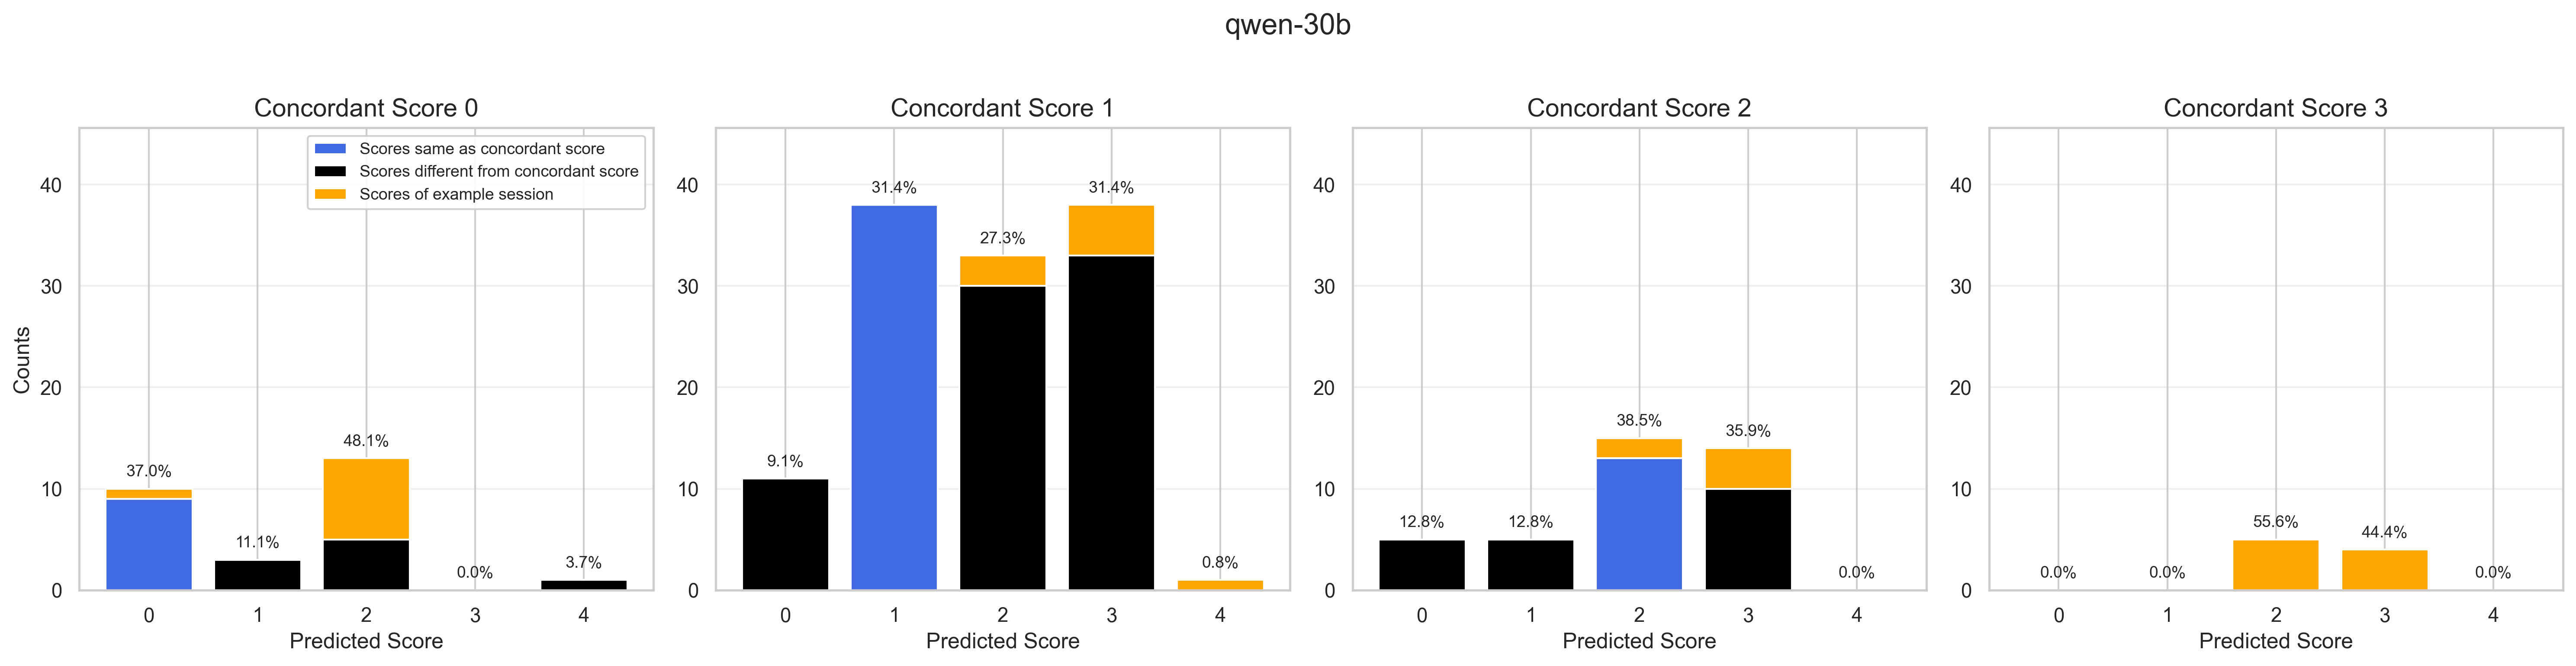 qwen-30b
Concordant Score 0
Scores same as concordant score
Scores different from concordant score
Scores of example session
Counts
40
30
20
10
0
37.0%
11.1%
48.1%
0.0%
3.7%
0 1 2 3 4
Predicted Score
Concordant Score 1
40
30
20
10
0
9.1%
31.4%
27.3%
31.4%
0.8%
0 1 2 3 4
Predicted Score
Concordant Score 2
40
30
20
10
0
12.8%
12.8%
38.5%
35.9%
0.0%
0 1 2 3 4
Predicted Score
Concordant Score 3
40
30
20
10
0
0.0%
0.0%
55.6%
44.4%
0.0%
0 1 2 3 4
Predicted Score